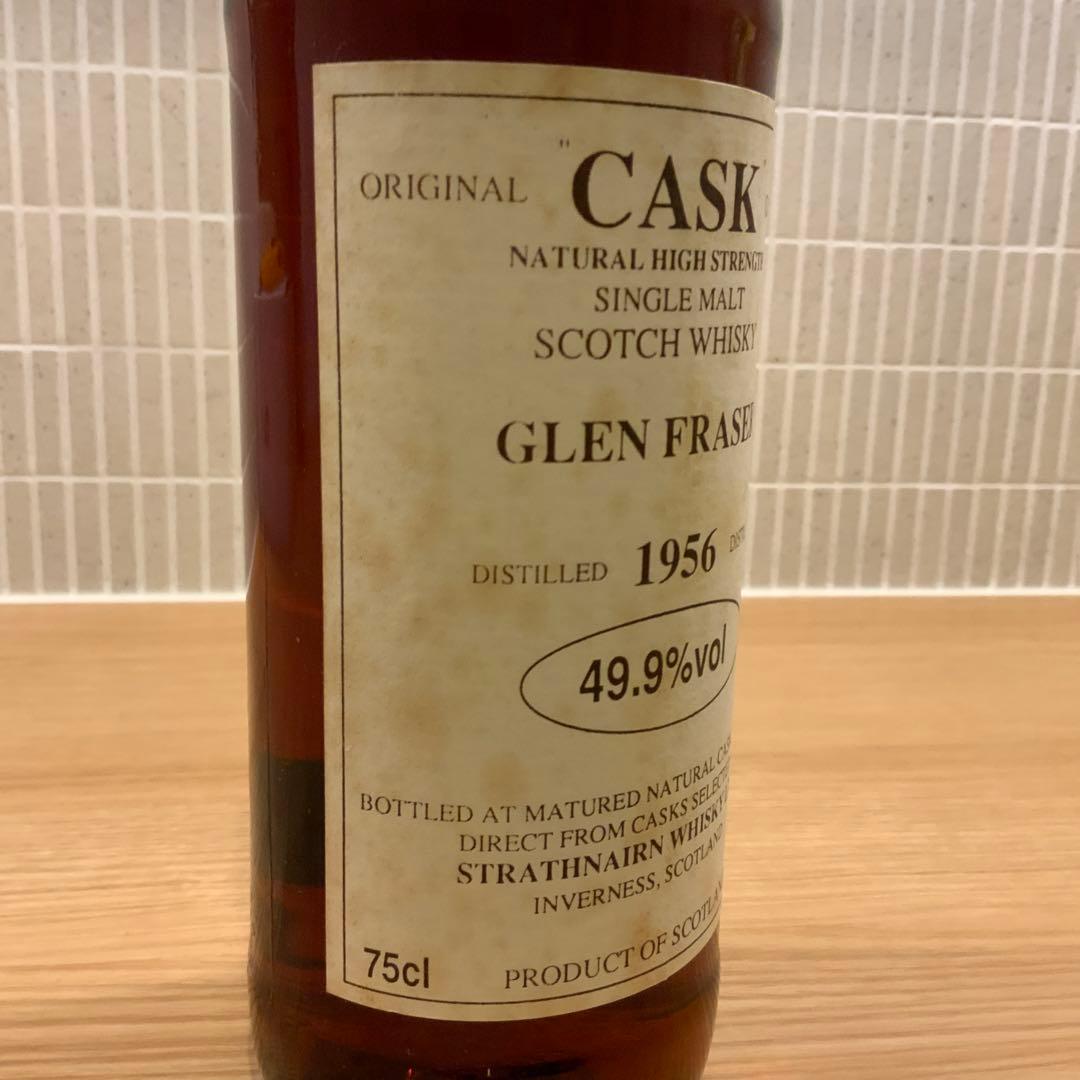 ORIGINAL "CASK"
NATURAL HIGH STRENGTH
SINGLE MALT
SCOTCH WHISKY
GLEN FRASER
DISTILLED 1956
49.9%vol
BOTTLED AT MATURED NATURAL CASK
DIRECT FROM CASKS SELECTED
STRATHNAIRN WHISKY
INVERNESS, SCOTLAND
75cl PRODUCT OF SCOTLAND